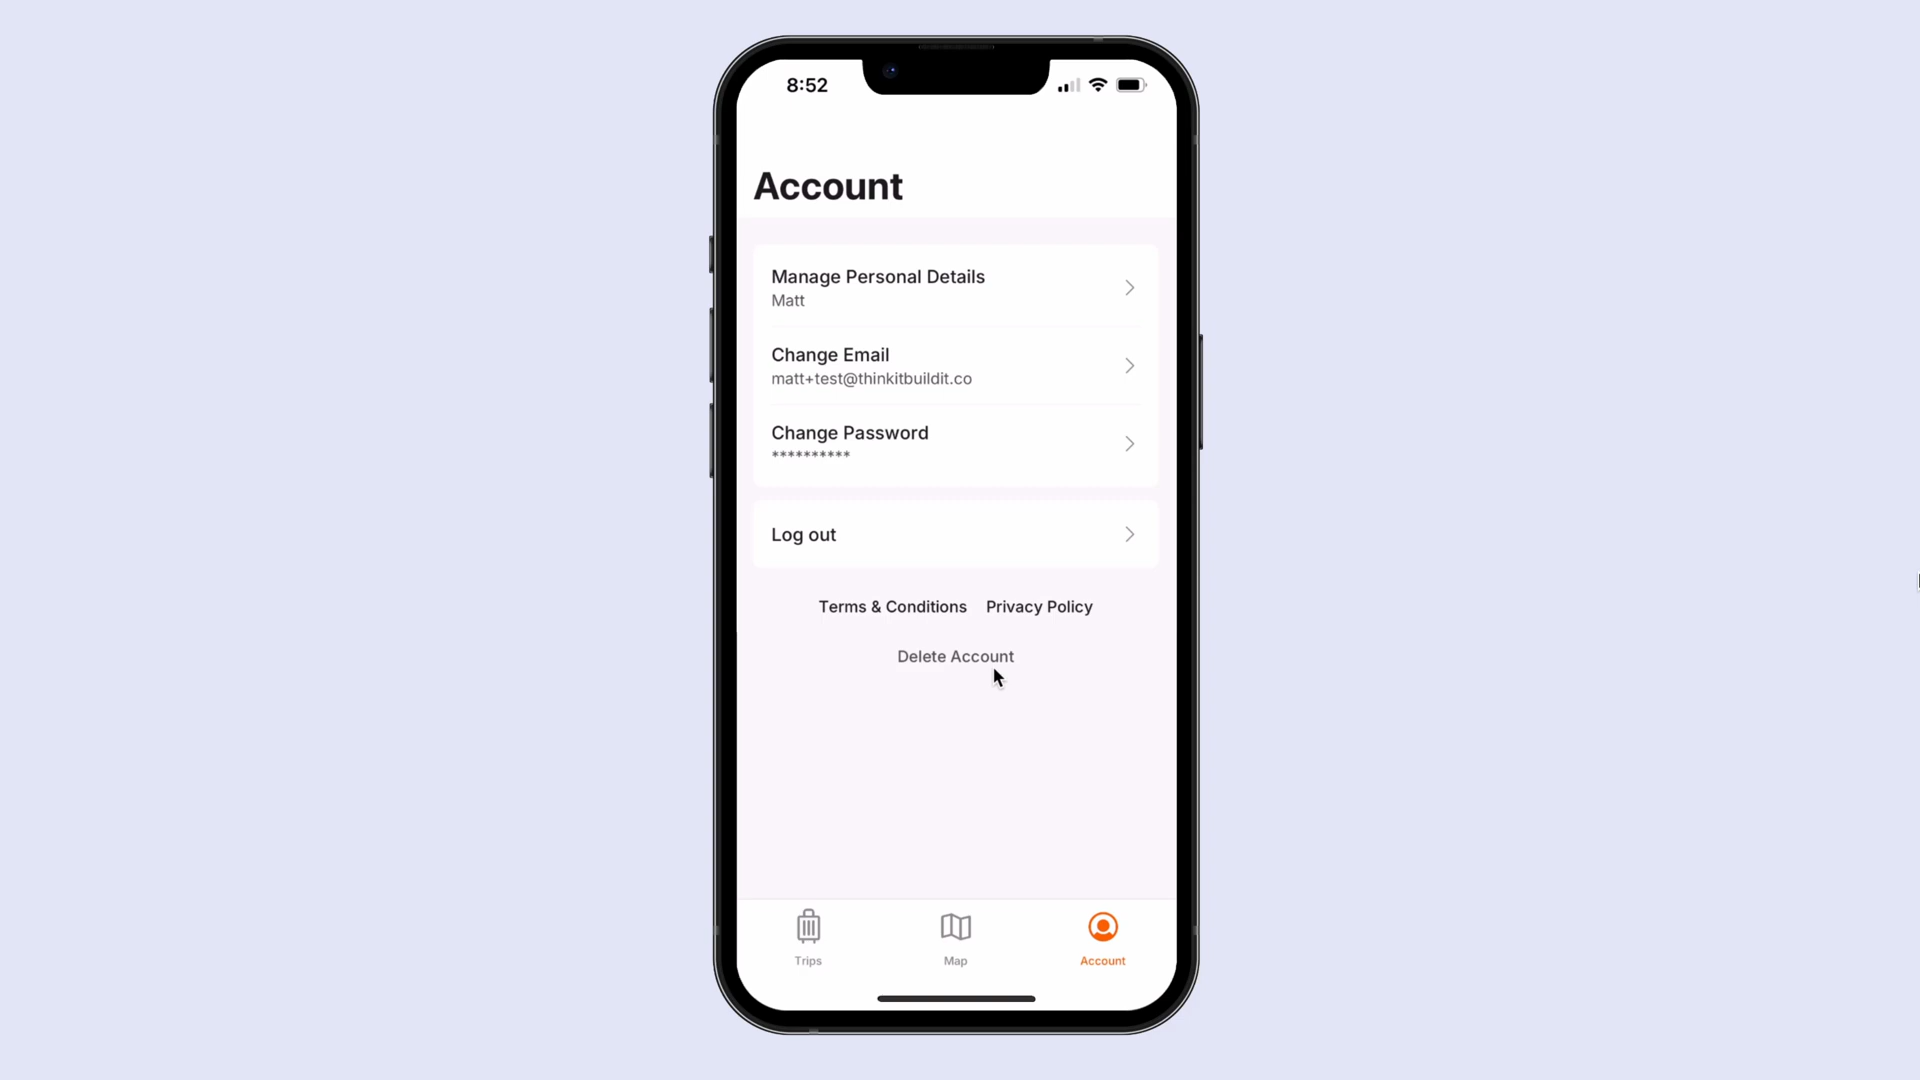 8:52
Account
Manage Personal Details
Matt
Change Email
matt+test@thinkitbuildit.co
Change Password
**********
Log out
Terms & Conditions Privacy Policy
Delete Account
Trips Map Account